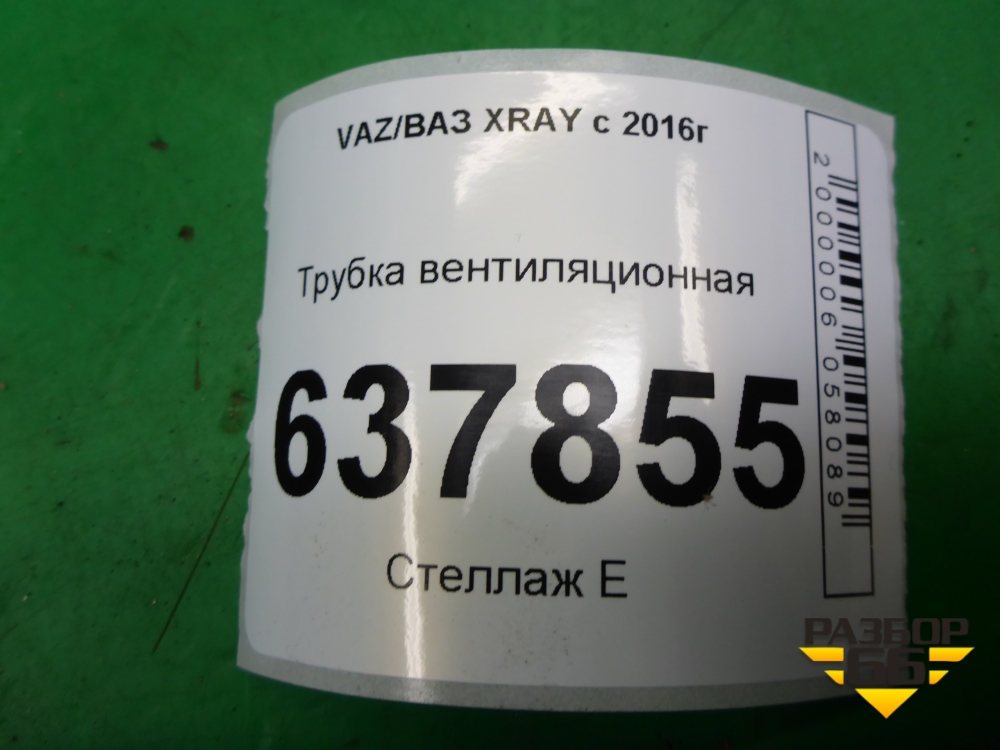 VAZ/ВАЗ XRAY с 2016г
Трубка вентиляционная
637855
Стеллаж Е
2000006058089
РАЗБОР
66